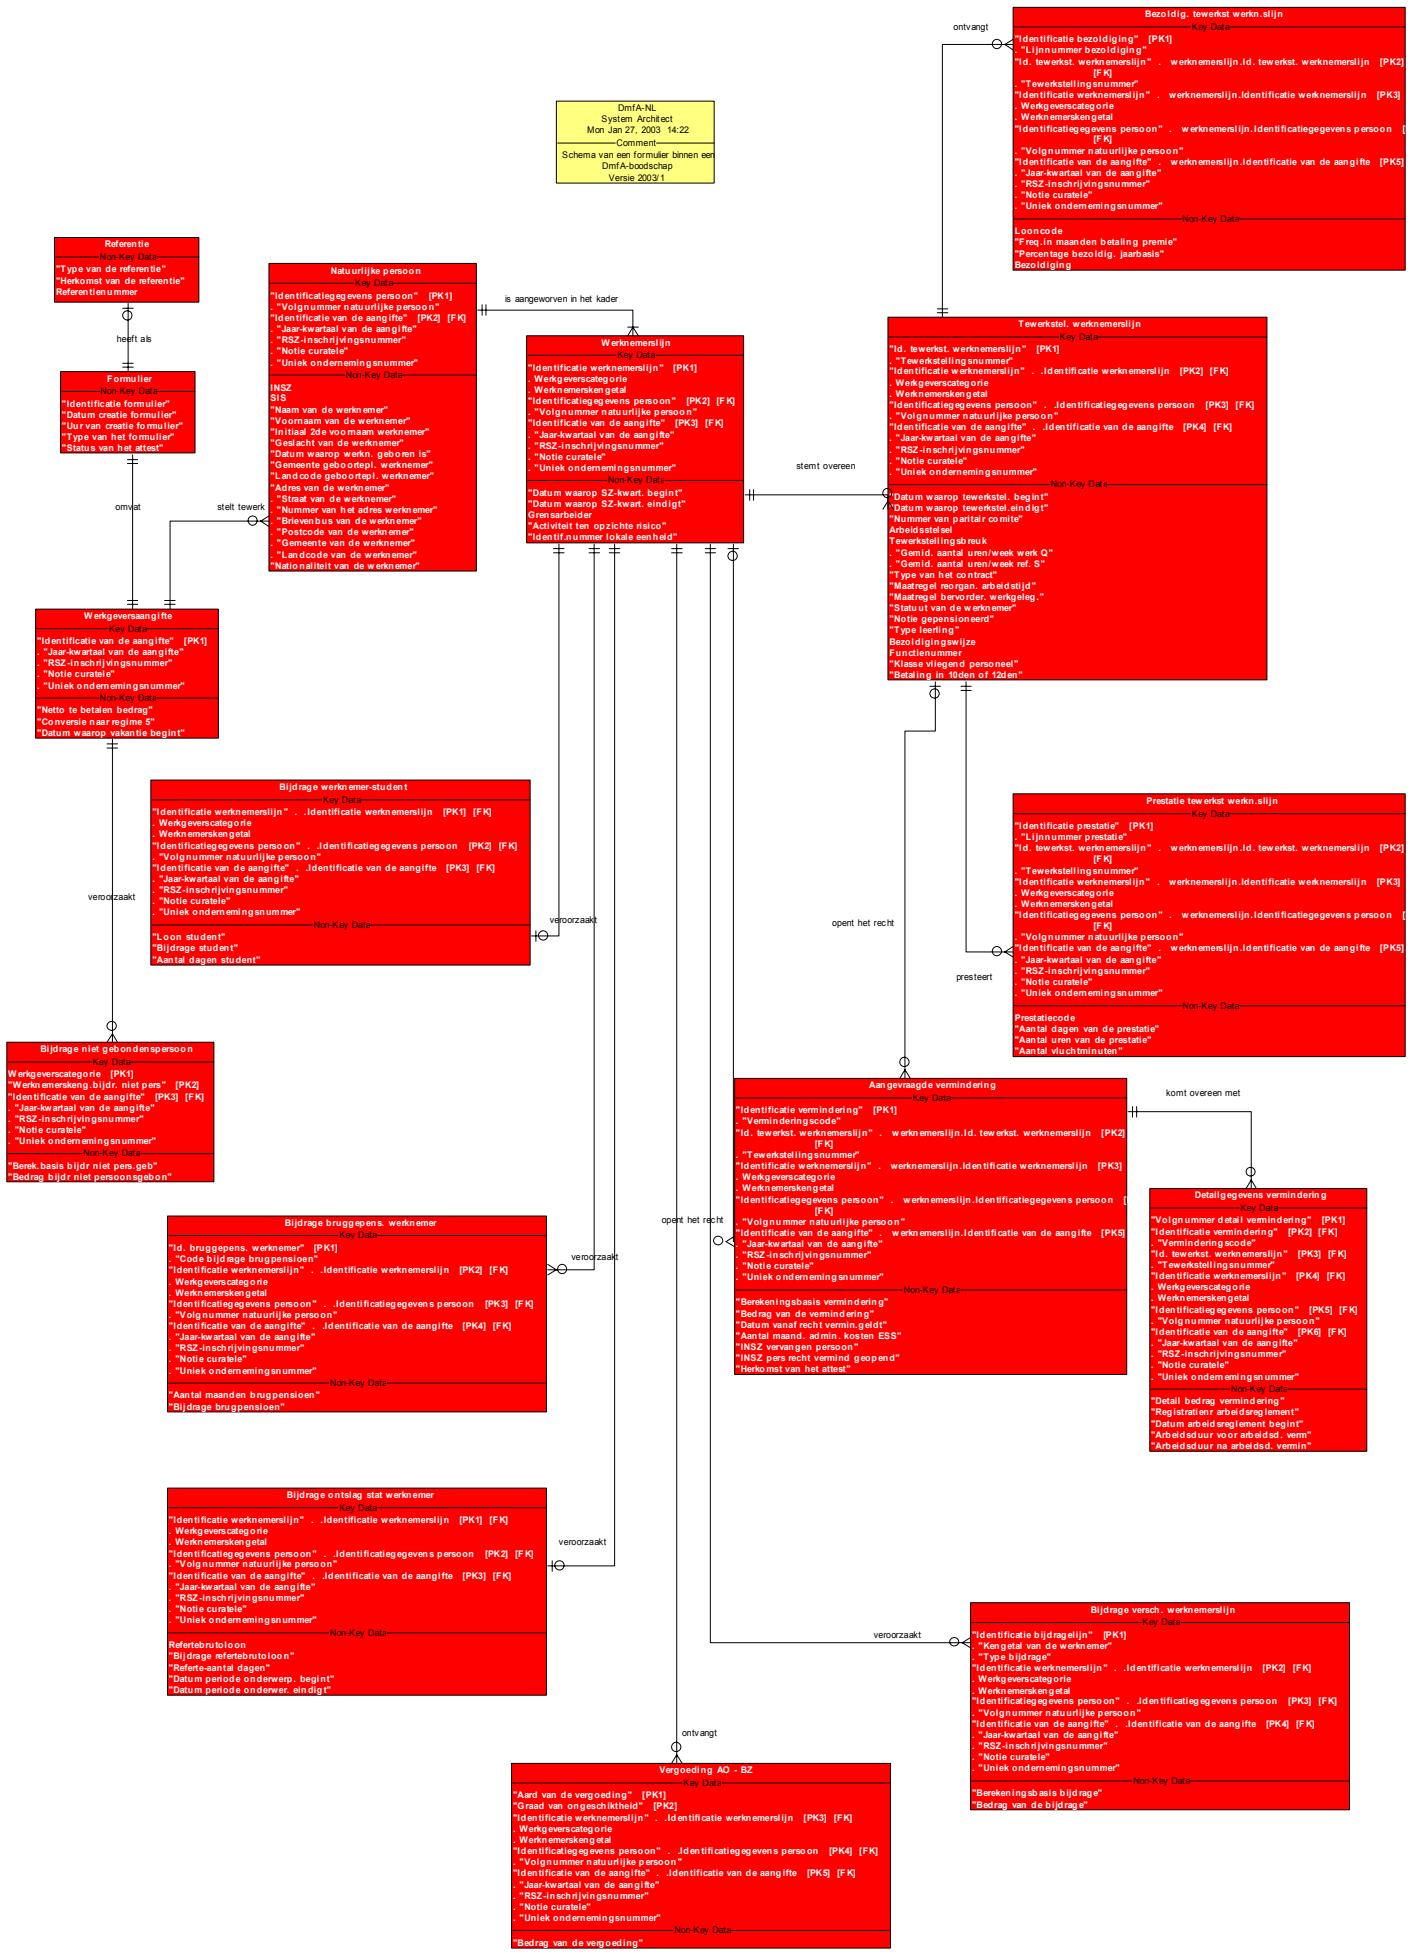 Bezoldig. tewerkst werkn.slijn
Key Data
"Identificatie bezoldiging" [PK1]
. "Lijnnummer bezoldiging"
"Id. tewerkst. werknemerslijn" . werknemerslijn.Id. tewerkst. werknemerslijn [PK2]
[FK]
. "Tewerkstellingsnummer"
"Identificatie werknemerslijn" . werknemerslijn.Identificatie werknemerslijn [PK3]
. Werkgeverscategorie
. Werknemerskengetal
"Identificatiegegevens persoon" . werknemerslijn.Identificatiegegevens persoon [
[FK]
. "Volgnummer natuurlijke persoon"
"Identificatie van de aangifte" . werknemerslijn.Identificatie van de aangifte [PK5]
. "Jaar-kwartaal van de aangifte"
. "RSZ-inschrijvingsnummer"
. "Notie curatele"
. "Uniek ondernemingsnummer"
Non-Key Data
Looncode
"Freq.in maanden betaling premie"
"Percentage bezoldig. jaarbasis"
Bezoldiging
ontvangt
DmfA-NL
System Architect
Mon Jan 27, 2003 14:22
Comment
Schema van een formulier binnen een
DmfA-boodschap
Versie 2003/1
Referentie
Non-Key Data
"Type van de referentie"
"Herkomst van de referentie"
Referentienummer
heeft als
Formulier
Non-Key Data
"Identificatie formulier"
"Datum creatie formulier"
"Uur van creatie formulier"
"Type van het formulier"
"Status van het attest"
omvat
Natuurlijke persoon
Key Data
"Identificatiegegevens persoon" [PK1]
. "Volgnummer natuurlijke persoon"
"Identificatie van de aangifte" [PK2] [FK]
. "Jaar-kwartaal van de aangifte"
. "RSZ-inschrijvingsnummer"
. "Notie curatele"
. "Uniek ondernemingsnummer"
Non-Key Data
INSZ
SIS
"Naam van de werknemer"
"Voornaam van de werknemer"
"Initiaal 2de voornaam werknemer"
"Geslacht van de werknemer"
"Datum waarop werkn. geboren is"
"Gemeente geboortepl. werknemer"
"Landcode geboortepl. werknemer"
"Adres van de werknemer"
. "Straat van de werknemer"
. "Nummer van het adres werknemer"
. "Brievenbus van de werknemer"
. "Postcode van de werknemer"
. "Gemeente van de werknemer"
. "Landcode van de werknemer"
"Nationaliteit van de werknemer"
stelt tewerk
is aangeworven in het kader
Werknemerslijn
Key Data
"Identificatie werknemerslijn" [PK1]
. Werkgeverscategorie
. Werknemerskengetal
"Identificatiegegevens persoon" [PK2] [FK]
. "Volgnummer natuurlijke persoon"
"Identificatie van de aangifte" [PK3] [FK]
. "Jaar-kwartaal van de aangifte"
. "RSZ-inschrijvingsnummer"
. "Notie curatele"
. "Uniek ondernemingsnummer"
Non-Key Data
"Datum waarop SZ-kwart. begint"
"Datum waarop SZ-kwart. eindigt"
Grensarbeider
"Activiteit ten opzichte risico"
"Identif.nummer lokale eenheid"
stemt overeen
Tewerkstel. werknemerslijn
Key Data
"Id. tewerkst. werknemerslijn" [PK1]
. "Tewerkstellingsnummer"
"Identificatie werknemerslijn" . .Identificatie werknemerslijn [PK2] [FK]
. Werkgeverscategorie
. Werknemerskengetal
"Identificatiegegevens persoon" . .Identificatiegegevens persoon [PK3] [FK]
. "Volgnummer natuurlijke persoon"
"Identificatie van de aangifte" . .Identificatie van de aangifte [PK4] [FK]
. "Jaar-kwartaal van de aangifte"
. "RSZ-inschrijvingsnummer"
. "Notie curatele"
. "Uniek ondernemingsnummer"
Non-Key Data
"Datum waarop tewerkstel. begint"
"Datum waarop tewerkstel.eindigt"
"Nummer van paritair comite"
Arbeidsstelsel
Tewerkstellingsbreuk
. "Gemid. aantal uren/week werk Q"
. "Gemid. aantal uren/week ref. S"
"Type van het contract"
"Maatregel reorgan. arbeidstijd"
"Maatregel bevorder. werkgeleg."
"Statuut van de werknemer"
"Notie gepensioneerd"
"Type leerling"
Bezoldigingswijze
Functienummer
"Klasse vliegend personeel"
"Betaling in 10den of 12den"
Werkgeversaangifte
Key Data
"Identificatie van de aangifte" [PK1]
. "Jaar-kwartaal van de aangifte"
. "RSZ-inschrijvingsnummer"
. "Notie curatele"
. "Uniek ondernemingsnummer"
Non-Key Data
"Netto te betalen bedrag"
"Conversie naar regime 5"
"Datum waarop vakantie begint"
veroorzaakt
Bijdrage werknemer-student
Key Data
"Identificatie werknemerslijn" . .Identificatie werknemerslijn [PK1] [FK]
. Werkgeverscategorie
. Werknemerskengetal
"Identificatiegegevens persoon" . .Identificatiegegevens persoon [PK2] [FK]
. "Volgnummer natuurlijke persoon"
"Identificatie van de aangifte" . .Identificatie van de aangifte [PK3] [FK]
. "Jaar-kwartaal van de aangifte"
. "RSZ-inschrijvingsnummer"
. "Notie curatele"
. "Uniek ondernemingsnummer"
Non-Key Data
"Loon student"
"Bijdrage student"
"Aantal dagen student"
veroorzaakt
opent het recht
presteert
Prestatie tewerkst werkn.slijn
Key Data
"Identificatie prestatie" [PK1]
. "Lijnnummer prestatie"
"Id. tewerkst. werknemerslijn" . werknemerslijn.Id. tewerkst. werknemerslijn [PK2]
[FK]
. "Tewerkstellingsnummer"
"Identificatie werknemerslijn" . werknemerslijn.Identificatie werknemerslijn [PK3]
. Werkgeverscategorie
. Werknemerskengetal
"Identificatiegegevens persoon" . werknemerslijn.Identificatiegegevens persoon [
[FK]
. "Volgnummer natuurlijke persoon"
"Identificatie van de aangifte" . werknemerslijn.Identificatie van de aangifte [PK5]
. "Jaar-kwartaal van de aangifte"
. "RSZ-inschrijvingsnummer"
. "Notie curatele"
. "Uniek ondernemingsnummer"
Non-Key Data
Prestatiecode
"Aantal dagen van de prestatie"
"Aantal uren van de prestatie"
"Aantal vluchtminuten"
Bijdrage niet gebondenspersoon
Key Data
Werkgeverscategorie [PK1]
"Werknemerskeng.bijdr. niet pers" [PK2]
"Identificatie van de aangifte" [PK3] [FK]
. "Jaar-kwartaal van de aangifte"
. "RSZ-inschrijvingsnummer"
. "Notie curatele"
. "Uniek ondernemingsnummer"
Non-Key Data
"Berek.basis bijdr niet pers.geb"
"Bedrag bijdr niet persoonsgebon"
Aangevraagde vermindering
Key Data
"Identificatie vermindering" [PK1]
. "Verminderingscode"
"Id. tewerkst. werknemerslijn" . werknemerslijn.Id. tewerkst. werknemerslijn [PK2]
[FK]
. "Tewerkstellingsnummer"
"Identificatie werknemerslijn" . werknemerslijn.Identificatie werknemerslijn [PK3]
. Werkgeverscategorie
. Werknemerskengetal
"Identificatiegegevens persoon" . werknemerslijn.Identificatiegegevens persoon [
[FK]
. "Volgnummer natuurlijke persoon"
"Identificatie van de aangifte" . werknemerslijn.Identificatie van de aangifte [PK5]
. "Jaar-kwartaal van de aangifte"
. "RSZ-inschrijvingsnummer"
. "Notie curatele"
. "Uniek ondernemingsnummer"
Non-Key Data
"Berekeningsbasis vermindering"
"Bedrag van de vermindering"
"Datum vanaf recht vermin.geldt"
"Aantal maand. admin. kosten ESS"
"INSZ vervangen persoon"
"INSZ pers recht vermind geopend"
"Herkomst van het attest"
opent het recht
komt overeen met
Detailgegevens vermindering
Key Data
"Volgnummer detail vermindering" [PK1]
"Identificatie vermindering" [PK2] [FK]
. "Verminderingscode"
"Id. tewerkst. werknemerslijn" [PK3] [FK]
. "Tewerkstellingsnummer"
"Identificatie werknemerslijn" [PK4] [FK]
. Werkgeverscategorie
. Werknemerskengetal
"Identificatiegegevens persoon" [PK5] [FK]
. "Volgnummer natuurlijke persoon"
"Identificatie van de aangifte" [PK6] [FK]
. "Jaar-kwartaal van de aangifte"
. "RSZ-inschrijvingsnummer"
. "Notie curatele"
. "Uniek ondernemingsnummer"
Non-Key Data
"Detail bedrag vermindering"
"Registratienr arbeidsreglement"
"Datum arbeidsreglement begint"
"Arbeidsduur voor arbeidsd. verm"
"Arbeidsduur na arbeidsd. vermin"
Bijdrage bruggepens. werknemer
Key Data
"Id. bruggepens. werknemer" [PK1]
. "Code bijdrage brugpensioen"
"Identificatie werknemerslijn" . .Identificatie werknemerslijn [PK2] [FK]
. Werkgeverscategorie
. Werknemerskengetal
"Identificatiegegevens persoon" . .Identificatiegegevens persoon [PK3] [FK]
. "Volgnummer natuurlijke persoon"
"Identificatie van de aangifte" . .Identificatie van de aangifte [PK4] [FK]
. "Jaar-kwartaal van de aangifte"
. "RSZ-inschrijvingsnummer"
. "Notie curatele"
. "Uniek ondernemingsnummer"
Non-Key Data
"Aantal maanden brugpensioen"
"Bijdrage brugpensioen"
veroorzaakt
Bijdrage ontslag stat werknemer
Key Data
"Identificatie werknemerslijn" . .Identificatie werknemerslijn [PK1] [FK]
. Werkgeverscategorie
. Werknemerskengetal
"Identificatiegegevens persoon" . .Identificatiegegevens persoon [PK2] [FK]
. "Volgnummer natuurlijke persoon"
"Identificatie van de aangifte" . .Identificatie van de aangifte [PK3] [FK]
. "Jaar-kwartaal van de aangifte"
. "RSZ-inschrijvingsnummer"
. "Notie curatele"
. "Uniek ondernemingsnummer"
Non-Key Data
Refertebrutoloon
"Bijdrage refertebrutoloon"
"Referte-aantal dagen"
"Datum periode onderwerp. begint"
"Datum periode onderwer. eindigt"
veroorzaakt
veroorzaakt
Bijdrage versch. werknemerslijn
Key Data
"Identificatie bijdragelijn" [PK1]
. "Kengetal van de werknemer"
. "Type bijdrage"
"Identificatie werknemerslijn" . .Identificatie werknemerslijn [PK2] [FK]
. Werkgeverscategorie
. Werknemerskengetal
"Identificatiegegevens persoon" . .Identificatiegegevens persoon [PK3] [FK]
. "Volgnummer natuurlijke persoon"
"Identificatie van de aangifte" . .Identificatie van de aangifte [PK4] [FK]
. "Jaar-kwartaal van de aangifte"
. "RSZ-inschrijvingsnummer"
. "Notie curatele"
. "Uniek ondernemingsnummer"
Non-Key Data
"Berekeningsbasis bijdrage"
"Bedrag van de bijdrage"
ontvangt
Vergoeding AO - BZ
Key Data
"Aard van de vergoeding" [PK1]
"Graad van ongeschiktheid" [PK2]
"Identificatie werknemerslijn" . .Identificatie werknemerslijn [PK3] [FK]
. Werkgeverscategorie
. Werknemerskengetal
"Identificatiegegevens persoon" . .Identificatiegegevens persoon [PK4] [FK]
. "Volgnummer natuurlijke persoon"
"Identificatie van de aangifte" . .Identificatie van de aangifte [PK5] [FK]
. "Jaar-kwartaal van de aangifte"
. "RSZ-inschrijvingsnummer"
. "Notie curatele"
. "Uniek ondernemingsnummer"
Non-Key Data
"Bedrag van de vergoeding"